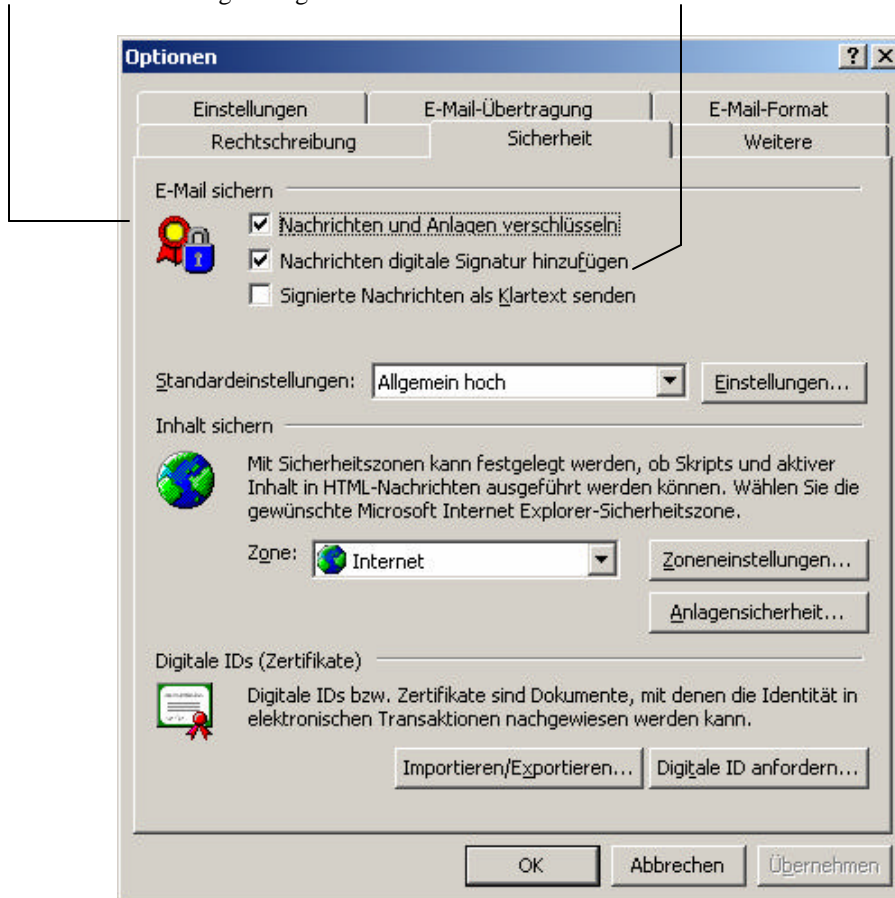 Optionen
Einstellungen E-Mail-Übertragung E-Mail-Format
Rechtschreibung Sicherheit Weitere
E-Mail sichern
Nachrichten und Anlagen verschlüsseln
Nachrichten digitale Signatur hinzufügen
Signierte Nachrichten als Klartext senden
Standardeinstellungen: Allgemein hoch Einstellungen...
Inhalt sichern
Mit Sicherheitszonen kann festgelegt werden, ob Skripts und aktiver
Inhalt in HTML-Nachrichten ausgeführt werden können. Wählen Sie die
gewünschte Microsoft Internet Explorer-Sicherheitszone.
Zone: Internet Zoneneinstellungen...
Anlagensicherheit...
Digitale IDs (Zertifikate)
Digitale IDs bzw. Zertifikate sind Dokumente, mit denen die Identität in
elektronischen Transaktionen nachgewiesen werden kann.
Importieren/Exportieren... Digitale ID anfordern...
OK Abbrechen Übernehmen